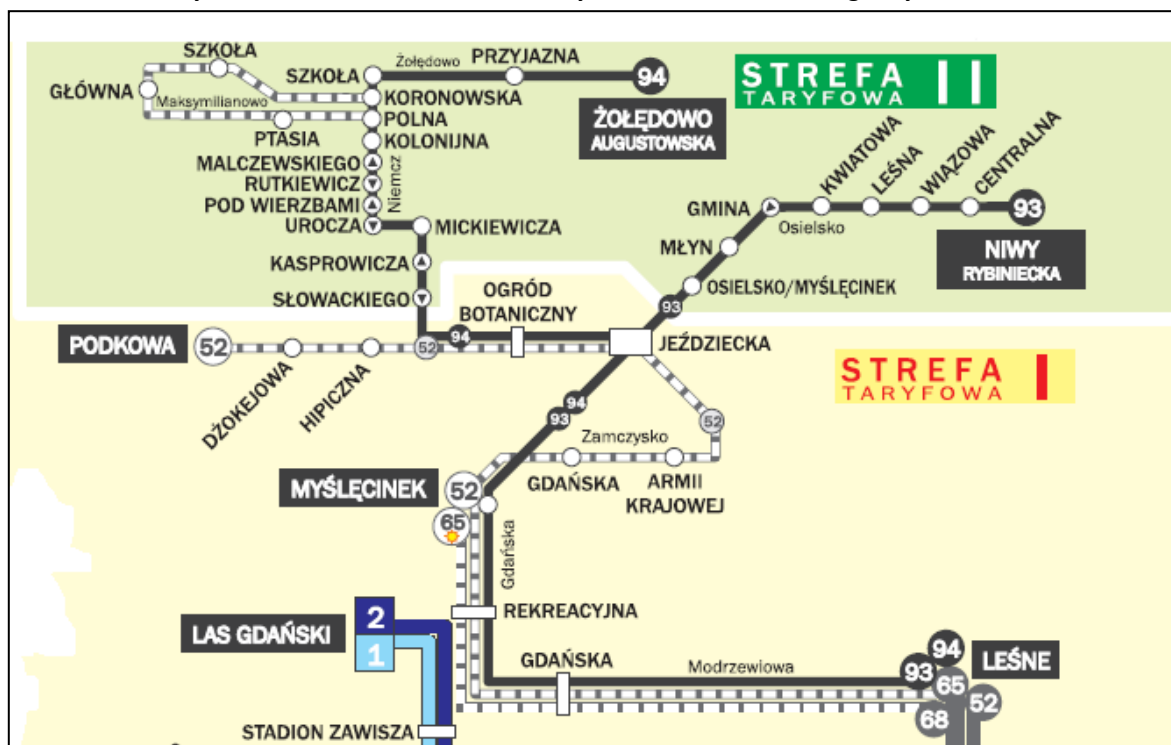 SZKOŁA
GŁÓWNA
Maksymilianowo
PTASIA
SZKOŁA
Żołędowo
PRZYJAZNA
94
ŻOŁĘDOWO
AUGUSTOWSKA
STREFA II
TARYFOWA
KORONOWSKA
POLNA
KOLONIJNA
MALCZEWSKIEGO
RUTKIEWICZ
POD WIERZBAMI
UROCZA
Niemcz
MICKIEWICZA
KASPROWICZA
SŁOWACKIEGO
GMINA
KWIATOWA
LEŚNA
WIĄZOWA
CENTRALNA
93
Osielsko
NIWY
RYBINIECKA
MŁYN
OSIELSKO/MYŚLĘCINEK
93
OGRÓD
BOTANICZNY
94
PODKOWA
52
52
JEŹDZIECKA
DŻOKEJOWA
HIPICZNA
STREFA I
TARYFOWA
94
93
52
Zamczysko
GDAŃSKA
ARMII
KRAJOWEJ
MYŚLĘCINEK
52
65
Gdańska
REKREACYJNA
LAS GDAŃSKI
2
1
GDAŃSKA
Modrzewiowa
94
93
LEŚNE
65
52
68
STADION ZAWISZA